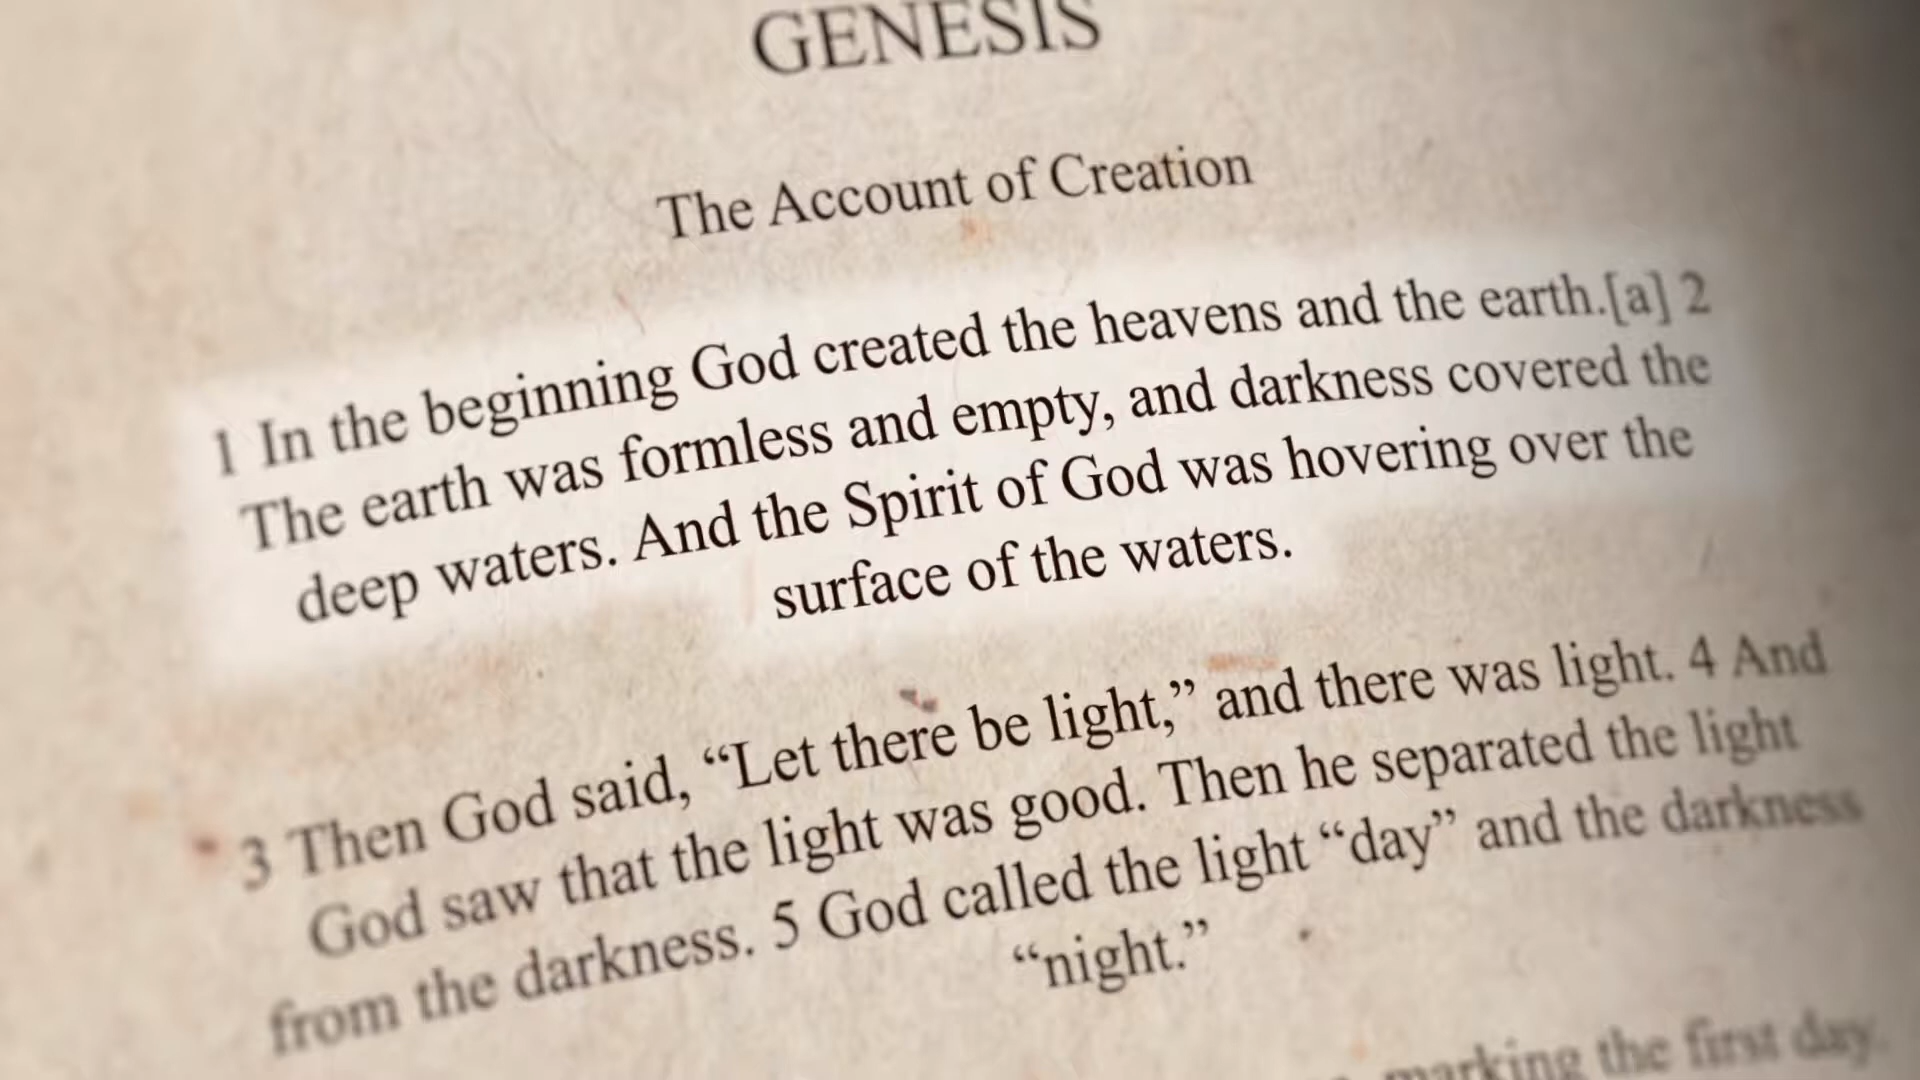 GENESIS
The Account of Creation
1 In the beginning God created the heavens and the earth.[a] 2
The earth was formless and empty, and darkness covered the
deep waters. And the Spirit of God was hovering over the
surface of the waters.
3 Then God said, “Let there be light,” and there was light. 4 And
God saw that the light was good. Then he separated the light
from the darkness. 5 God called the light “day” and the darkness
“night.”
marking the first day